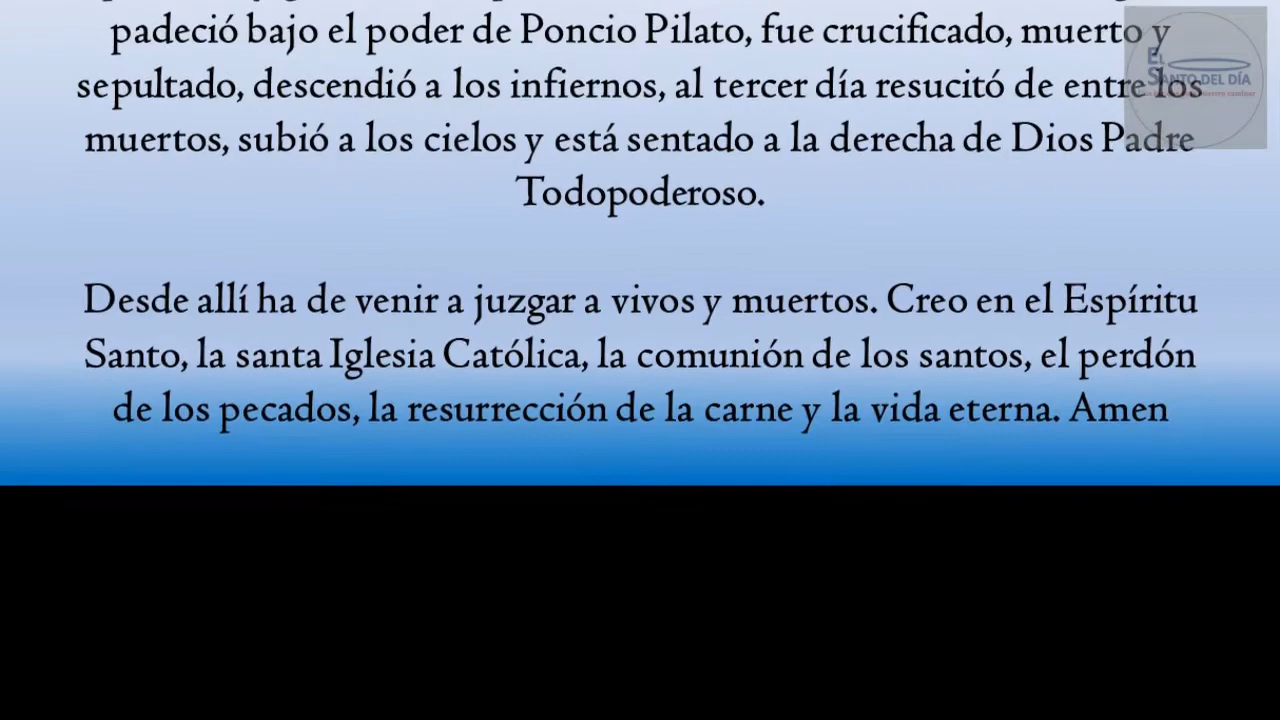 padeció bajo el poder de Poncio Pilato, fue crucificado, muerto y
sepultado, descendió a los infiernos, al tercer día resucitó de entre los
muertos, subió a los cielos y está sentado a la derecha de Dios Padre
Todopoderoso.
Desde allí ha de venir a juzgar a vivos y muertos. Creo en el Espíritu
Santo, la santa Iglesia Católica, la comunión de los santos, el perdón
de los pecados, la resurrección de la carne y la vida eterna. Amen
EL
SANTO DEL DÍA